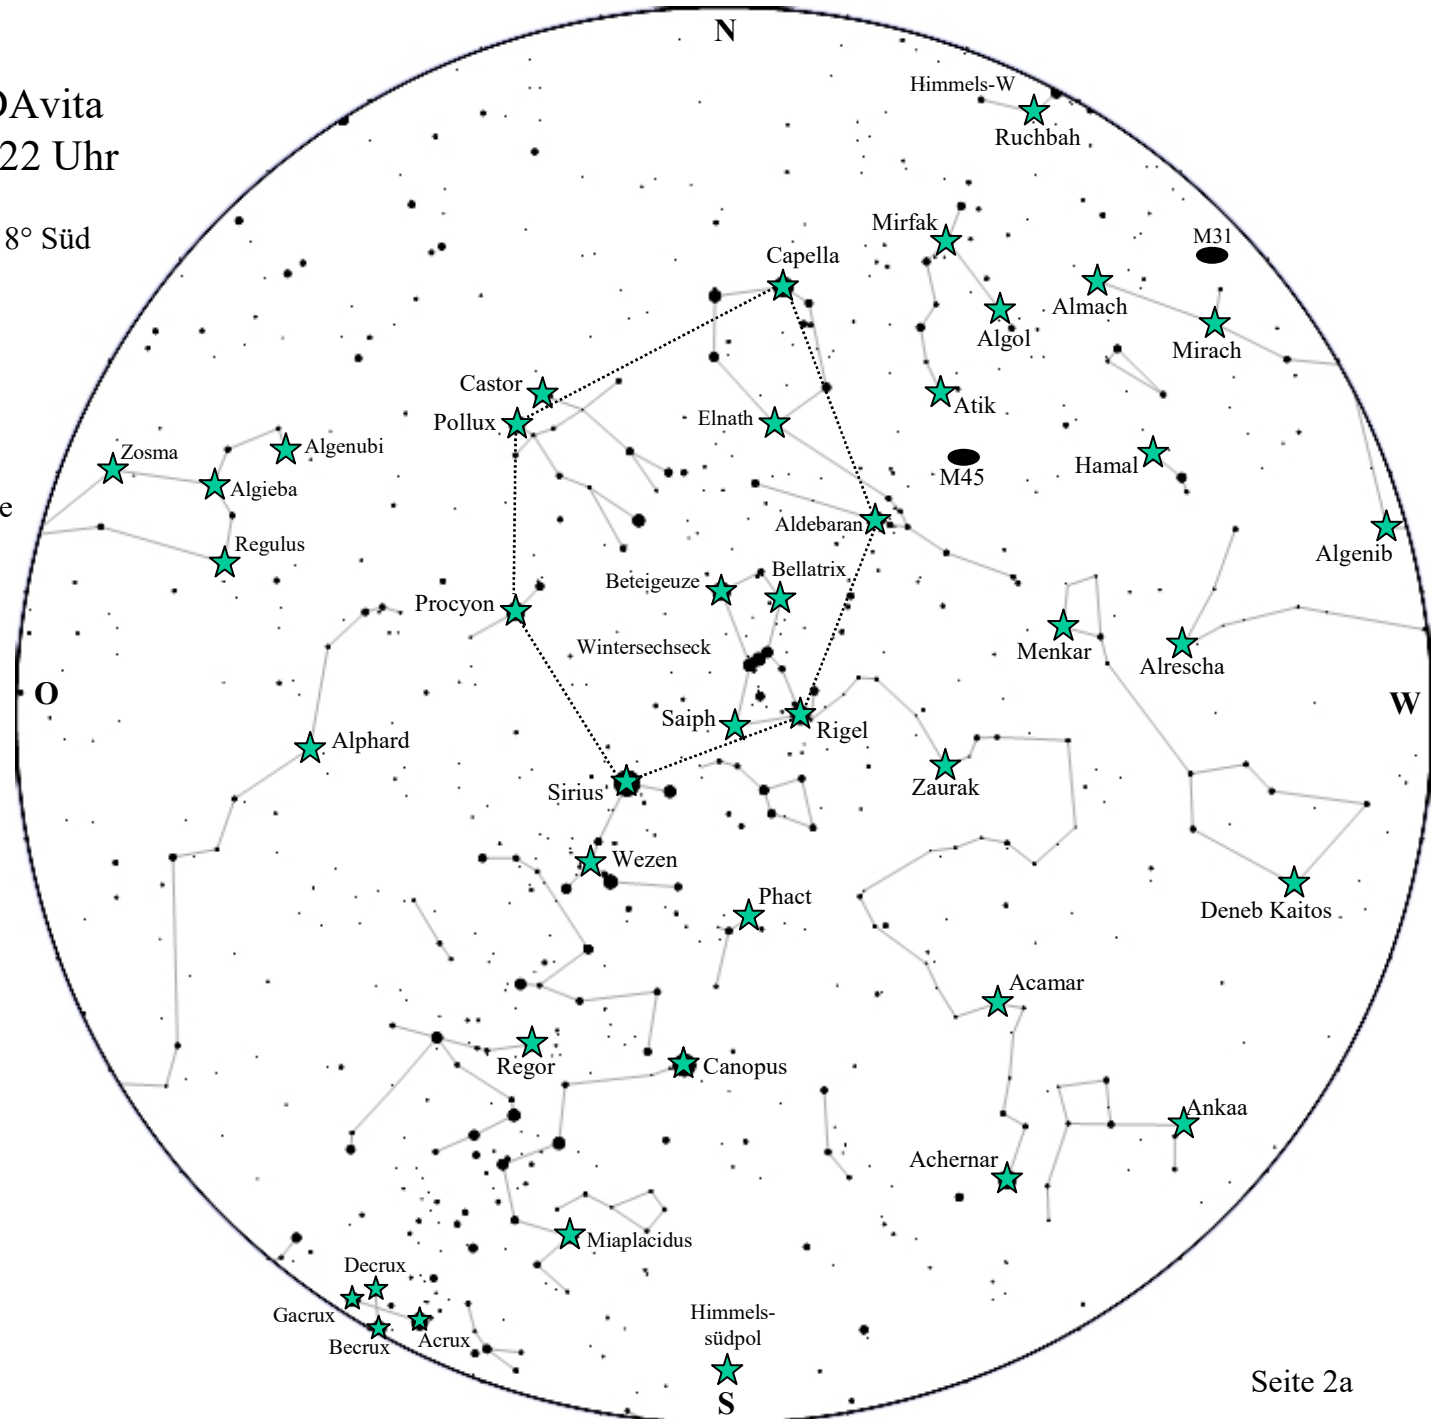 N
Himmels-W
DAvita
Ruchbah
22 Uhr
Mirfak
8° Süd
M31
Capella
Almach
Algol
Mirach
Castor
Atik
Pollux
Elnath
Zosma
Algenubi
Hamal
M45
Algieba
e
Aldebaran
Regulus
Algenib
Bellatrix
Beteigeuze
Procyon
Wintersechseck
Menkar
Alrescha
O
W
Saiph
Rigel
Alphard
Sirius
Zaurak
Wezen
Phact
Deneb Kaitos
Acamar
Regor
Canopus
Ankaa
Achernar
Miaplacidus
Decrux
Gacrux
Himmels-
südpol
Acrux
Becrux
Seite 2a
S